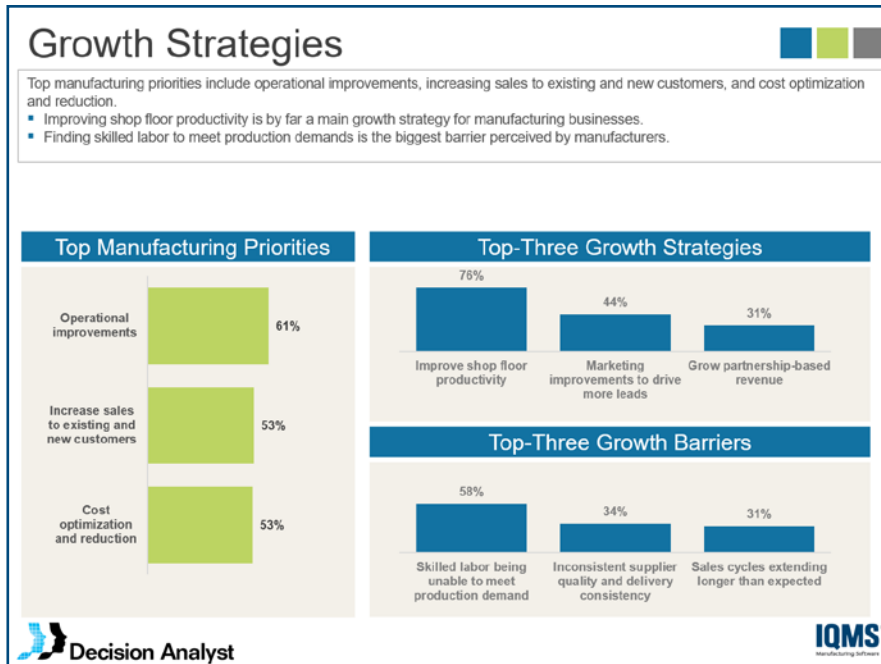 Growth Strategies
Top manufacturing priorities include operational improvements, increasing sales to existing and new customers, and cost optimization
and reduction.
▪ Improving shop floor productivity is by far a main growth strategy for manufacturing businesses.
▪ Finding skilled labor to meet production demands is the biggest barrier perceived by manufacturers.
Top Manufacturing Priorities
Operational
improvements
61%
Increase sales
to existing and
new customers
53%
Cost
optimization
and reduction
53%
Top-Three Growth Strategies
76%
44%
31%
Improve shop floor
productivity
Marketing
improvements to drive
more leads
Grow partnership-based
revenue
Top-Three Growth Barriers
58%
34%
31%
Skilled labor being
unable to meet
production demand
Inconsistent supplier
quality and delivery
consistency
Sales cycles extending
longer than expected
Decision Analyst
IQMS
Manufacturing Software